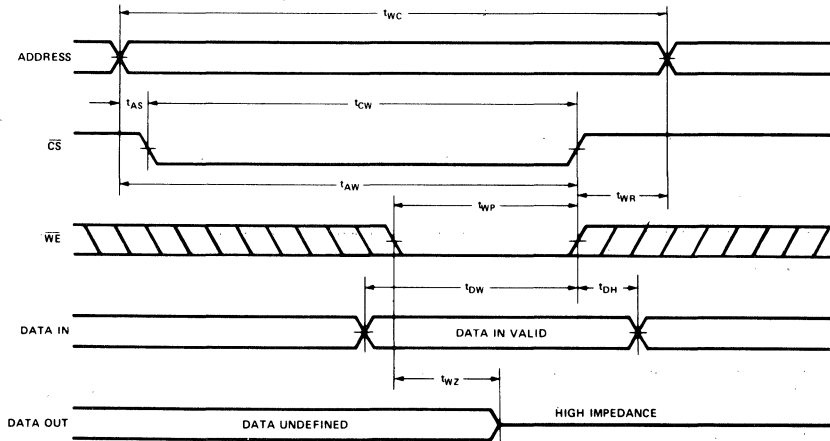 tWC
ADDRESS
tAS
tCW
CS
tAW
tWP
tWR
WE
tDW
tDH
DATA IN
DATA IN VALID
tWZ
DATA OUT
DATA UNDEFINED
HIGH IMPEDANCE